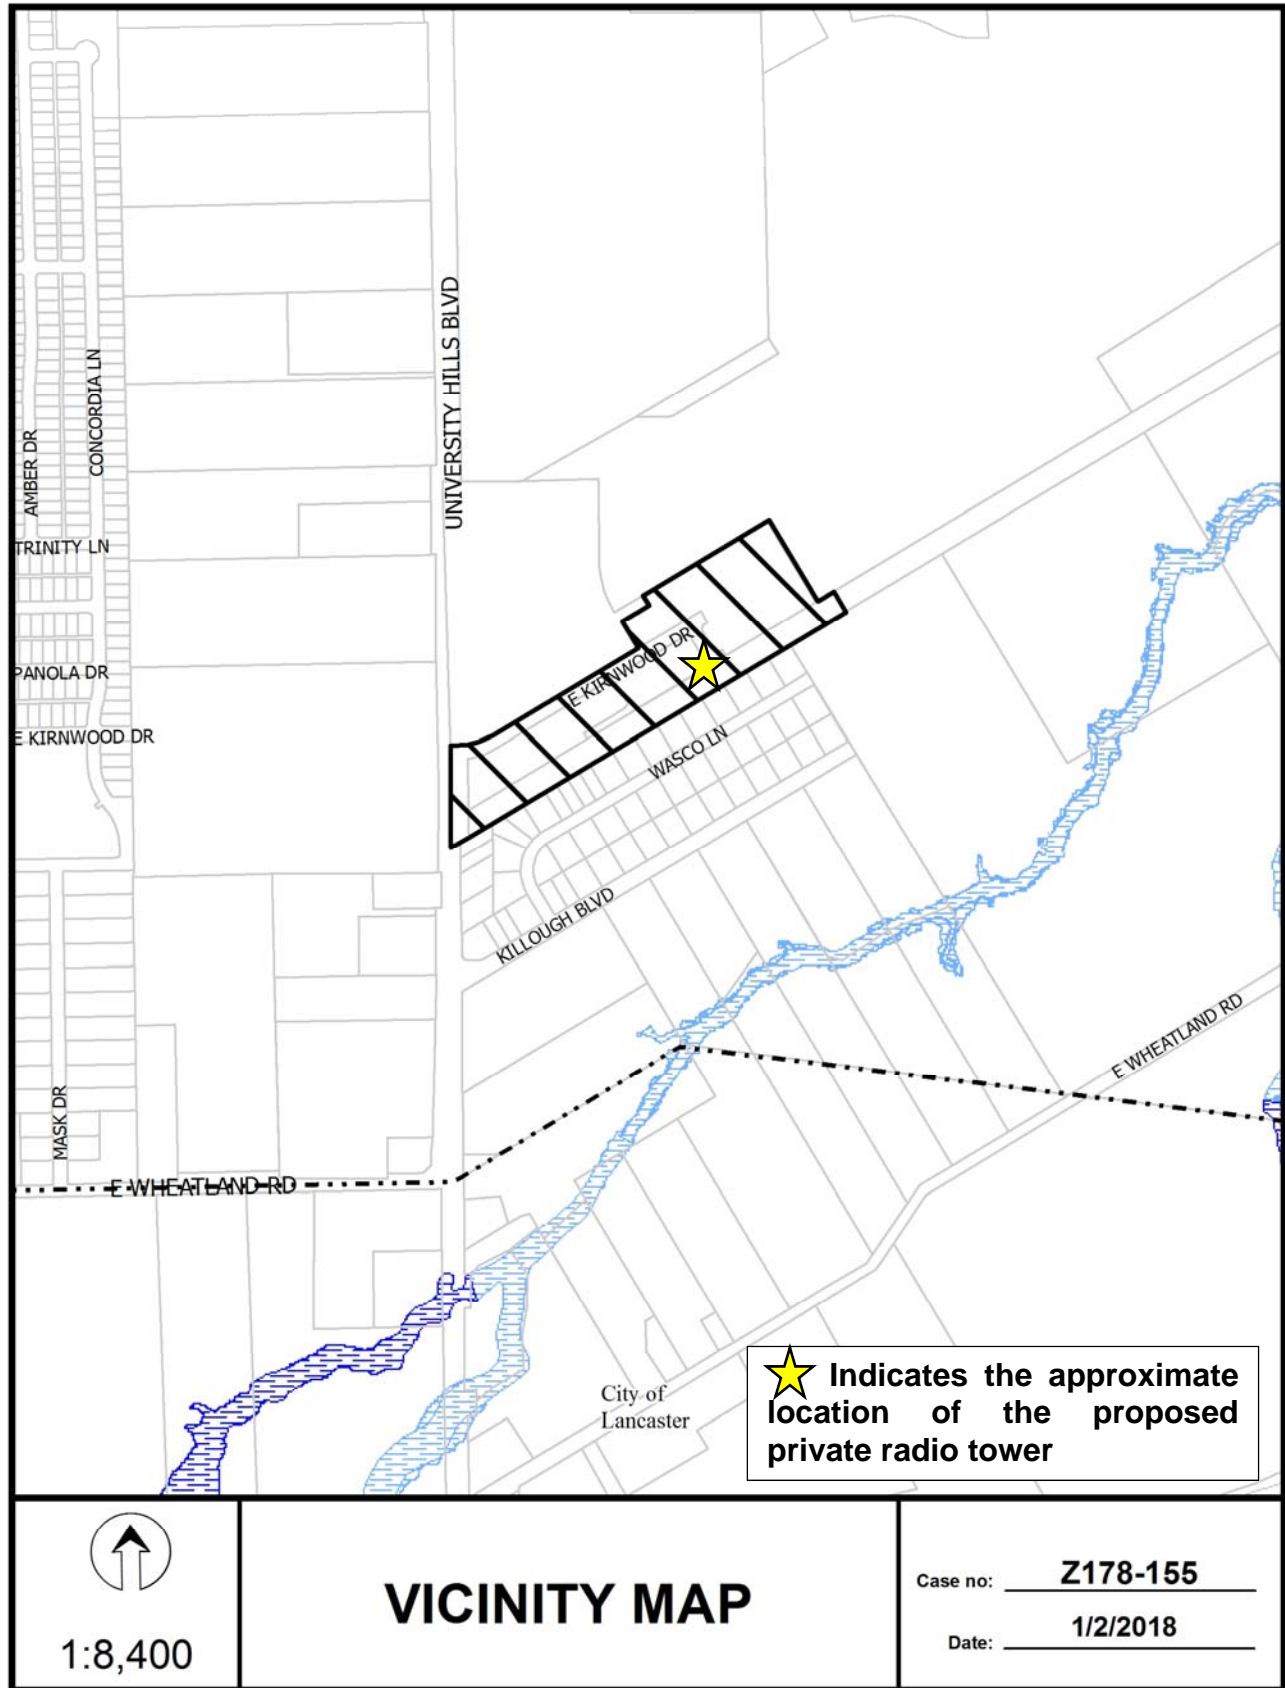 UNIVERSITY HILLS BLVD
CONCORDIA LN
AMBER DR
TRINITY LN
PANOLA DR
E KIRNWOOD DR
E KIRNWOOD DR
WASCO LN
KILLOUGH BLVD
E WHEATLAND RD
MASK DR
E WHEATLAND RD
City of
Lancaster
Indicates the approximate
location of the proposed
private radio tower
1:8,400
VICINITY MAP
Case no: Z178-155
Date: 1/2/2018